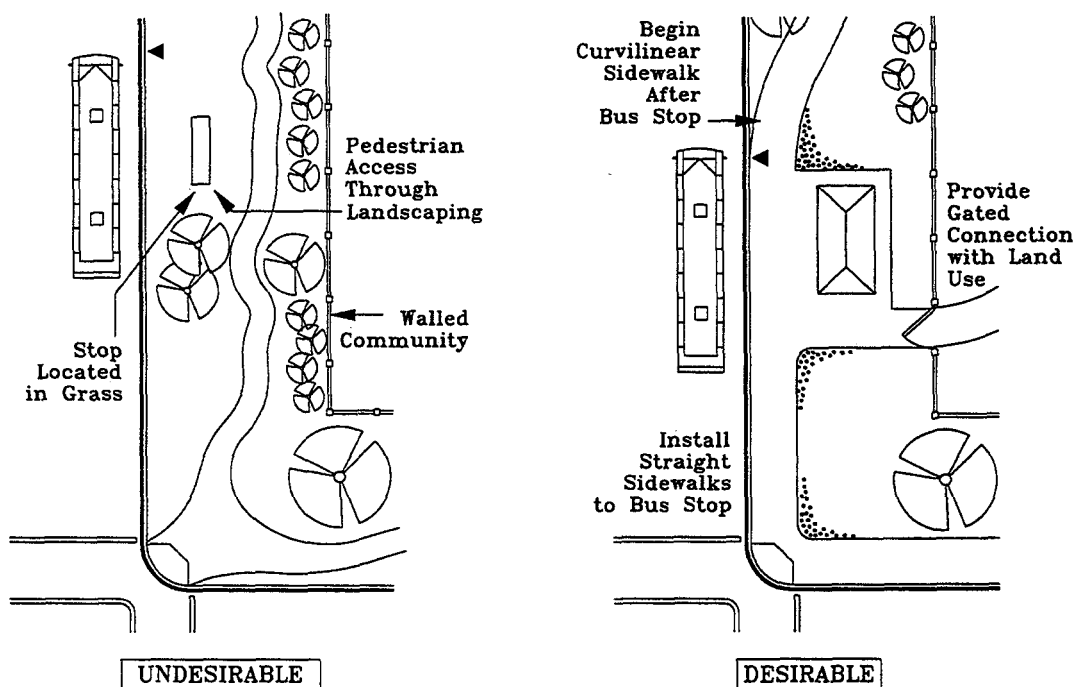 Pedestrian
Access
Through
Landscaping
Walled
Community
Stop
Located
in Grass
UNDESIRABLE
Begin
Curvilinear
Sidewalk
After
Bus Stop
Provide
Gated
Connection
with Land
Use
Install
Straight
Sidewalks
to Bus Stop
DESIRABLE